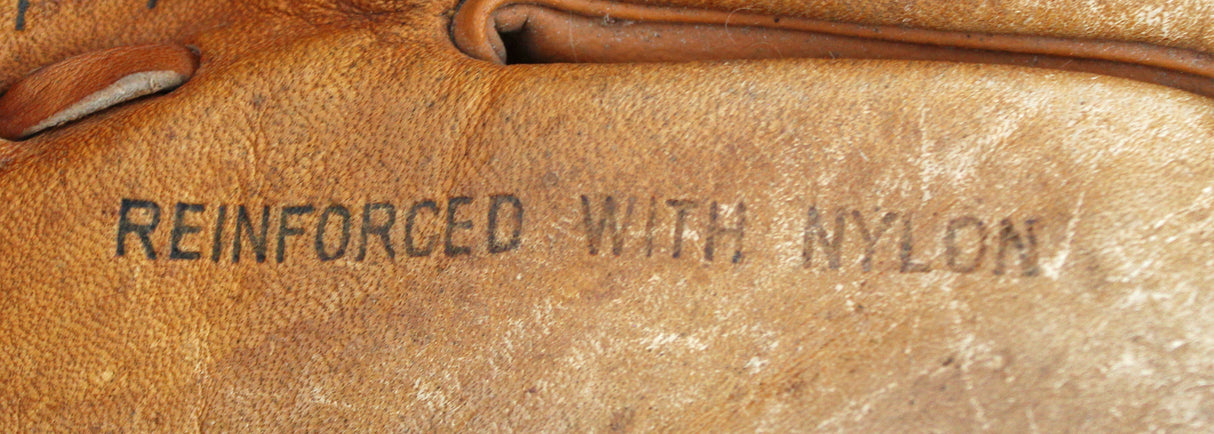 REINFORCED WITH NYLON